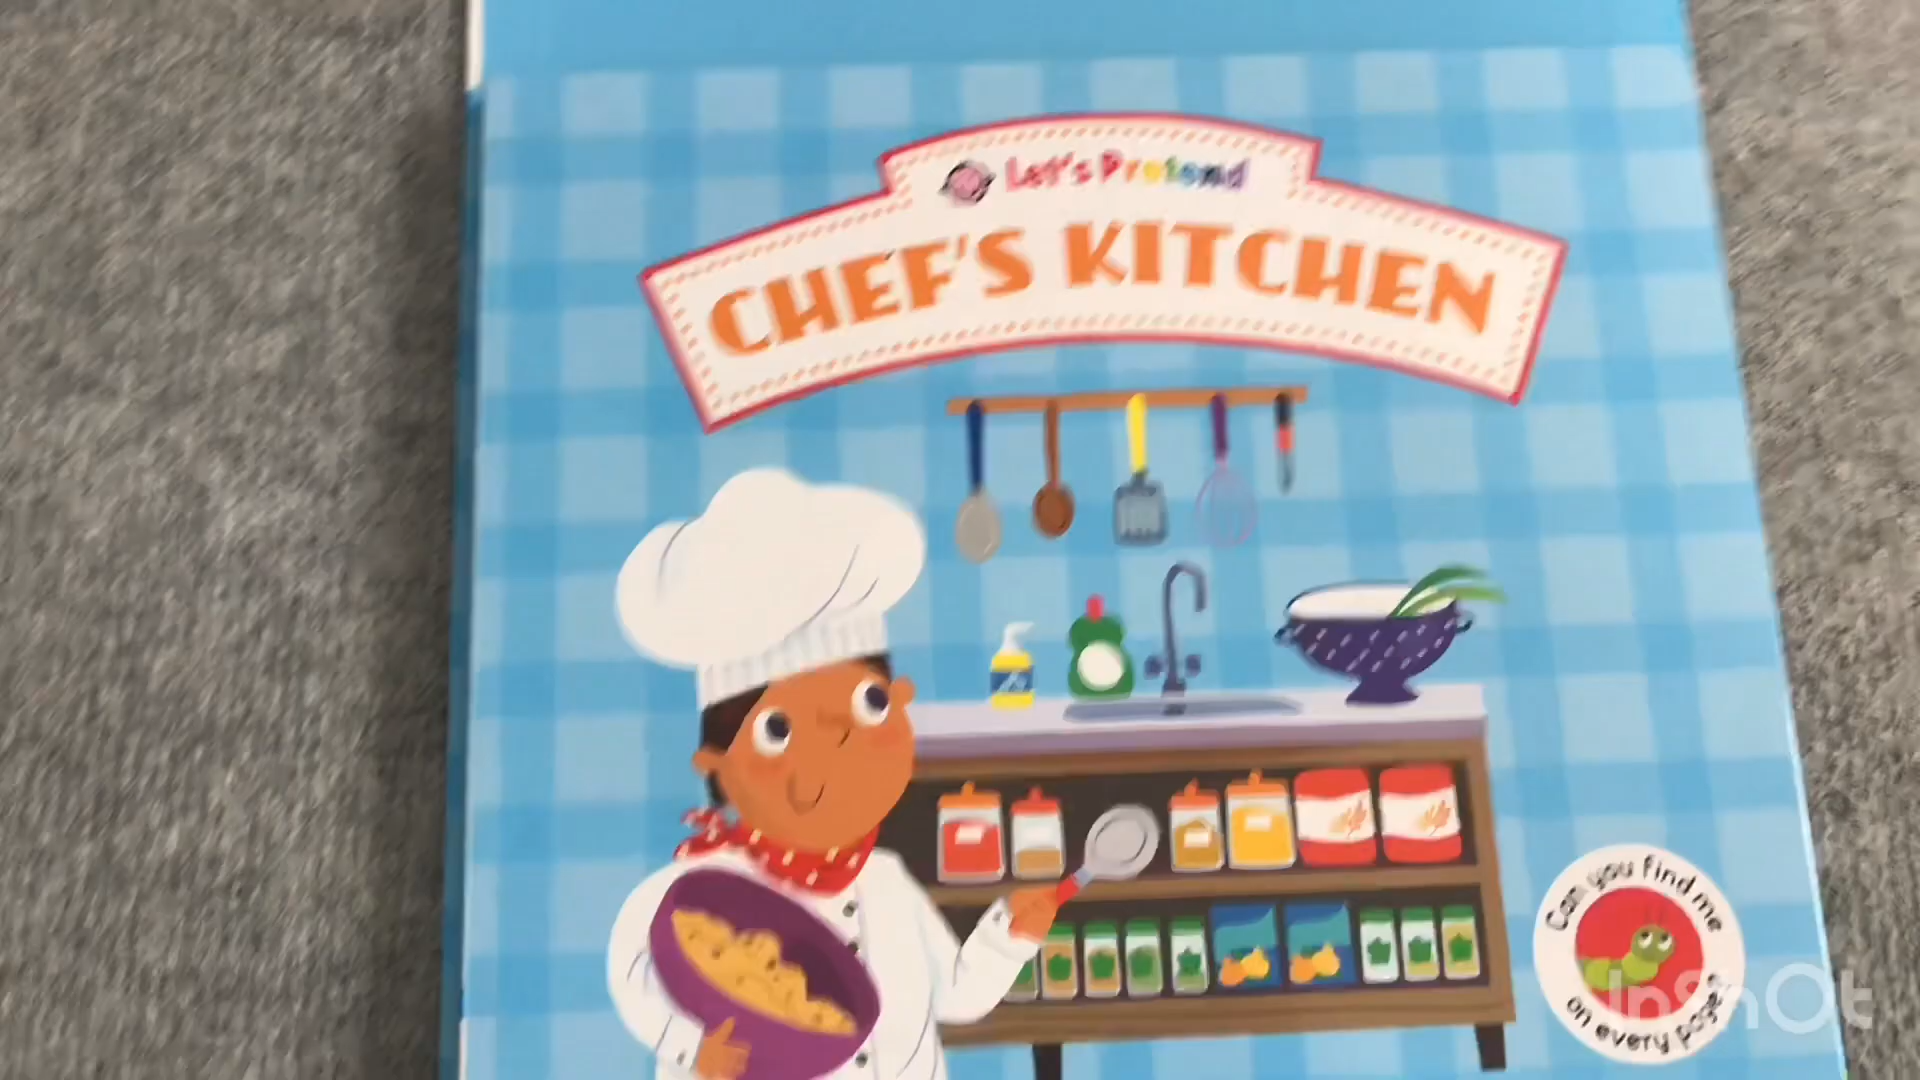 Let's Pretend
CHEF'S KITCHEN
Can you find me
on every page?
InShOt